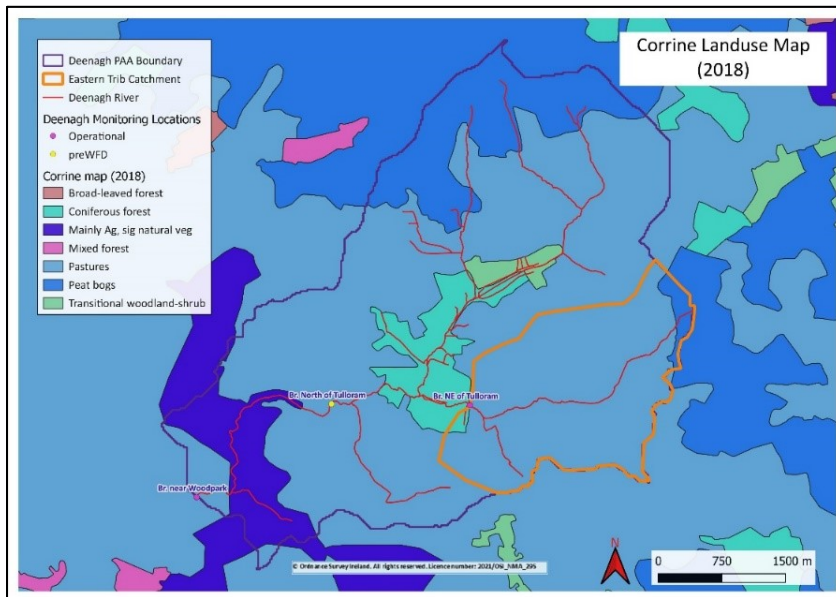 Corrine Landuse Map
(2018)
Deenagh PAA Boundary
Eastern Trib Catchment
Deenagh River
Deenagh Monitoring Locations
Operational
preWFD
Corrine map (2018)
Broad-leaved forest
Coniferous forest
Mainly Ag, sig natural veg
Mixed forest
Pastures
Peat bogs
Transitional woodland-shrub
Br. North of Tulloram
Br. NE of Tulloram
Br. near Woodpark
N
0 750 1500 m
© Ordnance Survey Ireland. All rights reserved. Licence number: 2021/OSi_NMA_295